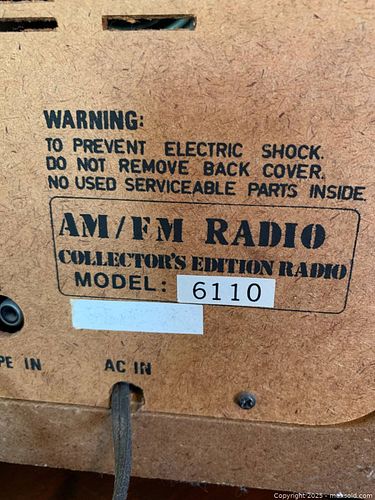 WARNING:
TO PREVENT ELECTRIC SHOCK.
DO NOT REMOVE BACK COVER.
NO USED SERVICEABLE PARTS INSIDE.
AM/FM RADIO
COLLECTOR'S EDITION RADIO
MODEL: 6110
PE IN
AC IN
Copyright 2025 - maxsold.com